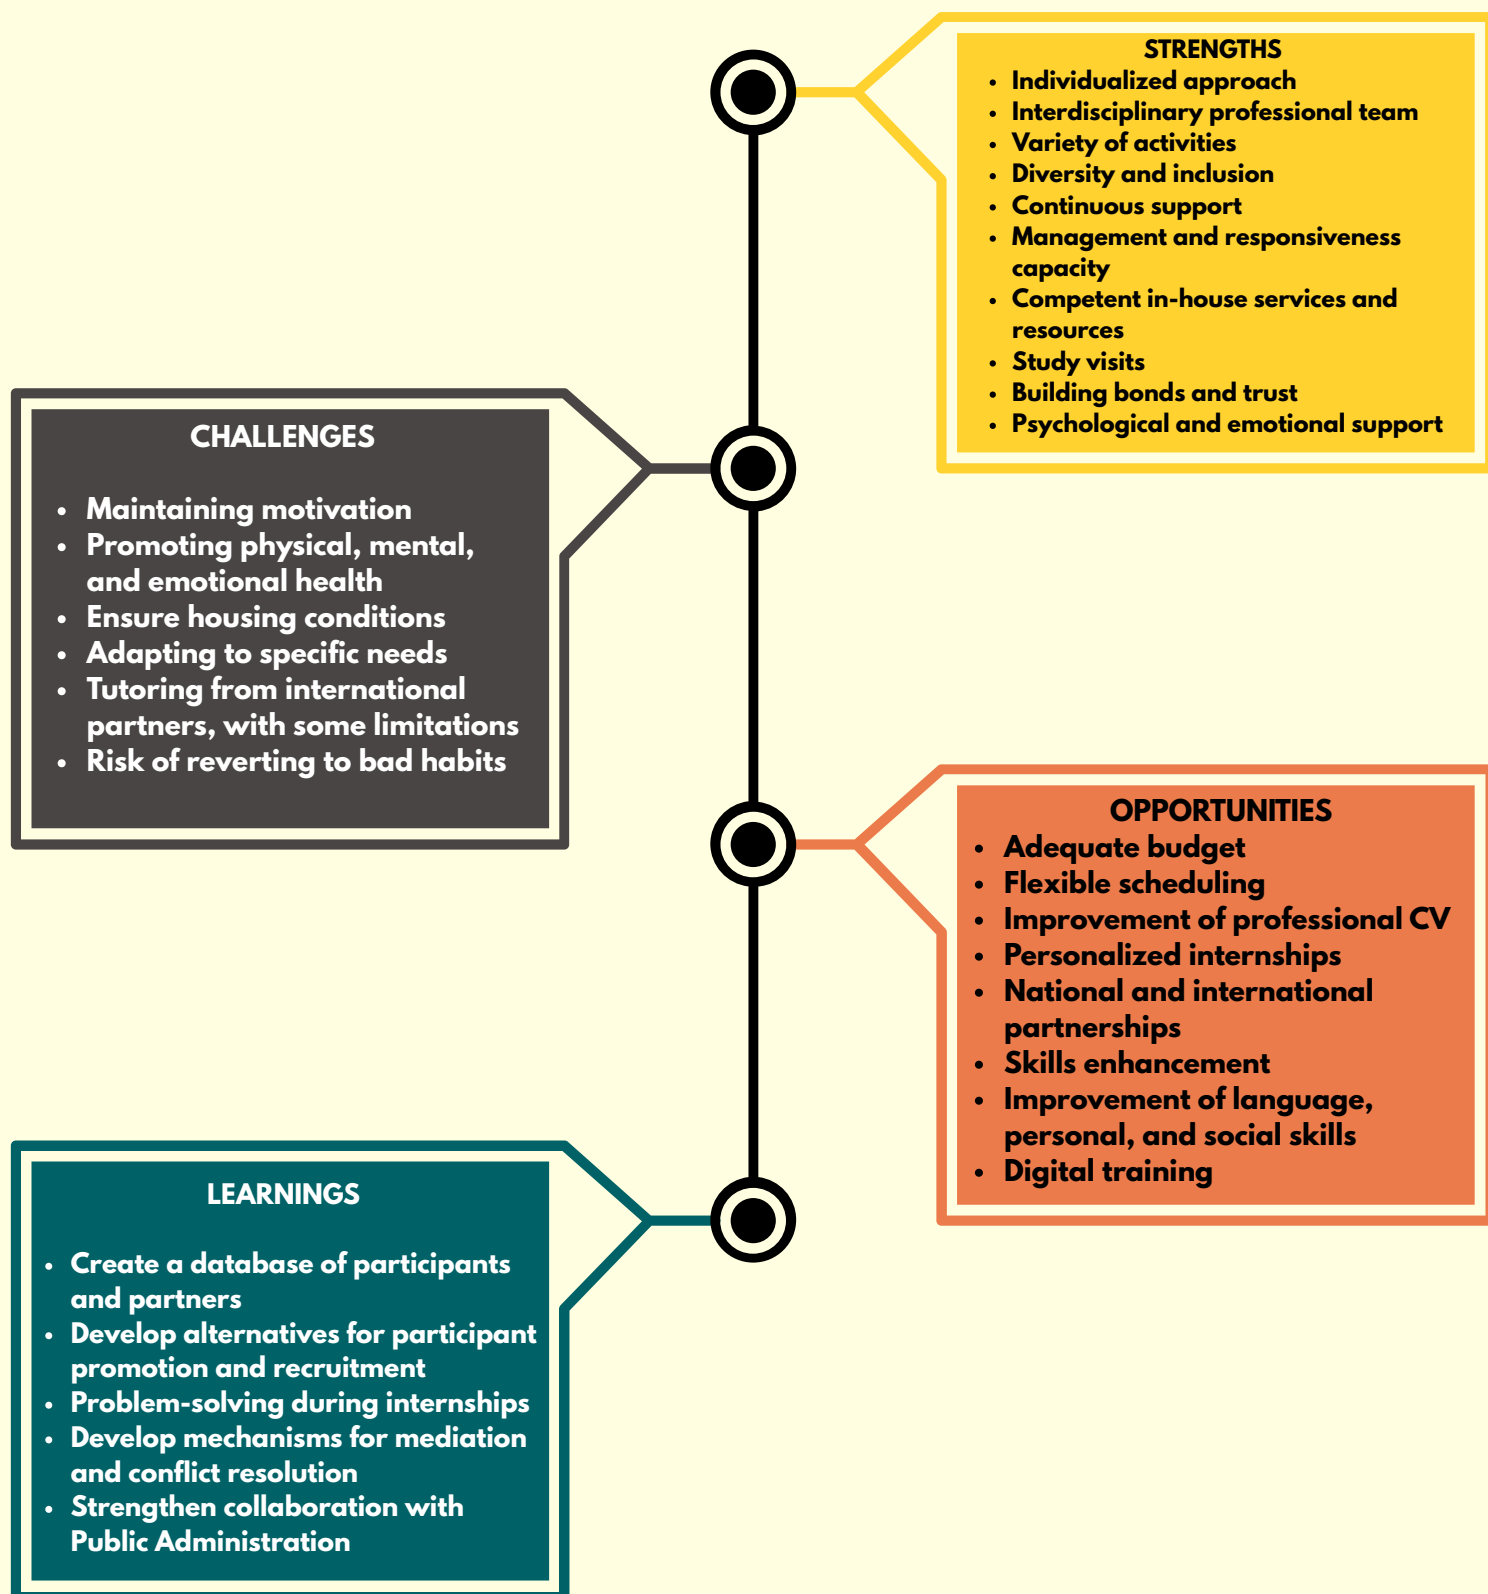 STRENGTHS
• Individualized approach
• Interdisciplinary professional team
• Variety of activities
• Diversity and inclusion
• Continuous support
• Management and responsiveness
capacity
• Competent in-house services and
resources
• Study visits
• Building bonds and trust
• Psychological and emotional support
CHALLENGES
• Maintaining motivation
• Promoting physical, mental,
and emotional health
• Ensure housing conditions
• Adapting to specific needs
• Tutoring from international
partners, with some limitations
• Risk of reverting to bad habits
OPPORTUNITIES
• Adequate budget
• Flexible scheduling
• Improvement of professional CV
• Personalized internships
• National and international
partnerships
• Skills enhancement
• Improvement of language,
personal, and social skills
• Digital training
LEARNINGS
• Create a database of participants
and partners
• Develop alternatives for participant
promotion and recruitment
• Problem-solving during internships
• Develop mechanisms for mediation
and conflict resolution
• Strengthen collaboration with
Public Administration